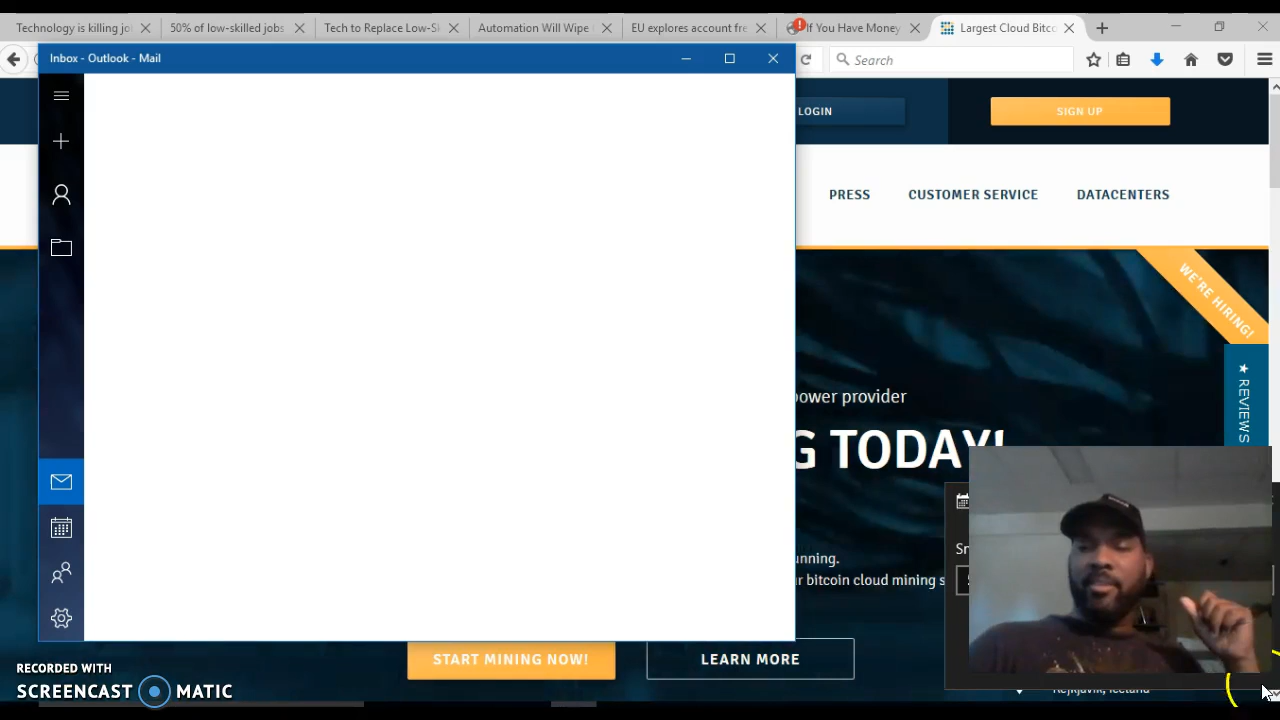 Technology is killing jo
50% of low-skilled jobs
Tech to Replace Low-Sk
Automation Will Wipe
EU explores account fre
If You Have Money
Largest Cloud Bitco
Inbox - Outlook - Mail
Search
LOGIN
SIGN UP
PRESS
CUSTOMER SERVICE
DATACENTERS
WE'RE HIRING!
★ REVIEWS
power provider
G TODAY!
unning.
ur bitcoin cloud mining s
START MINING NOW!
LEARN MORE
Reykjavik, Iceland
RECORDED WITH
SCREENCAST MATIC